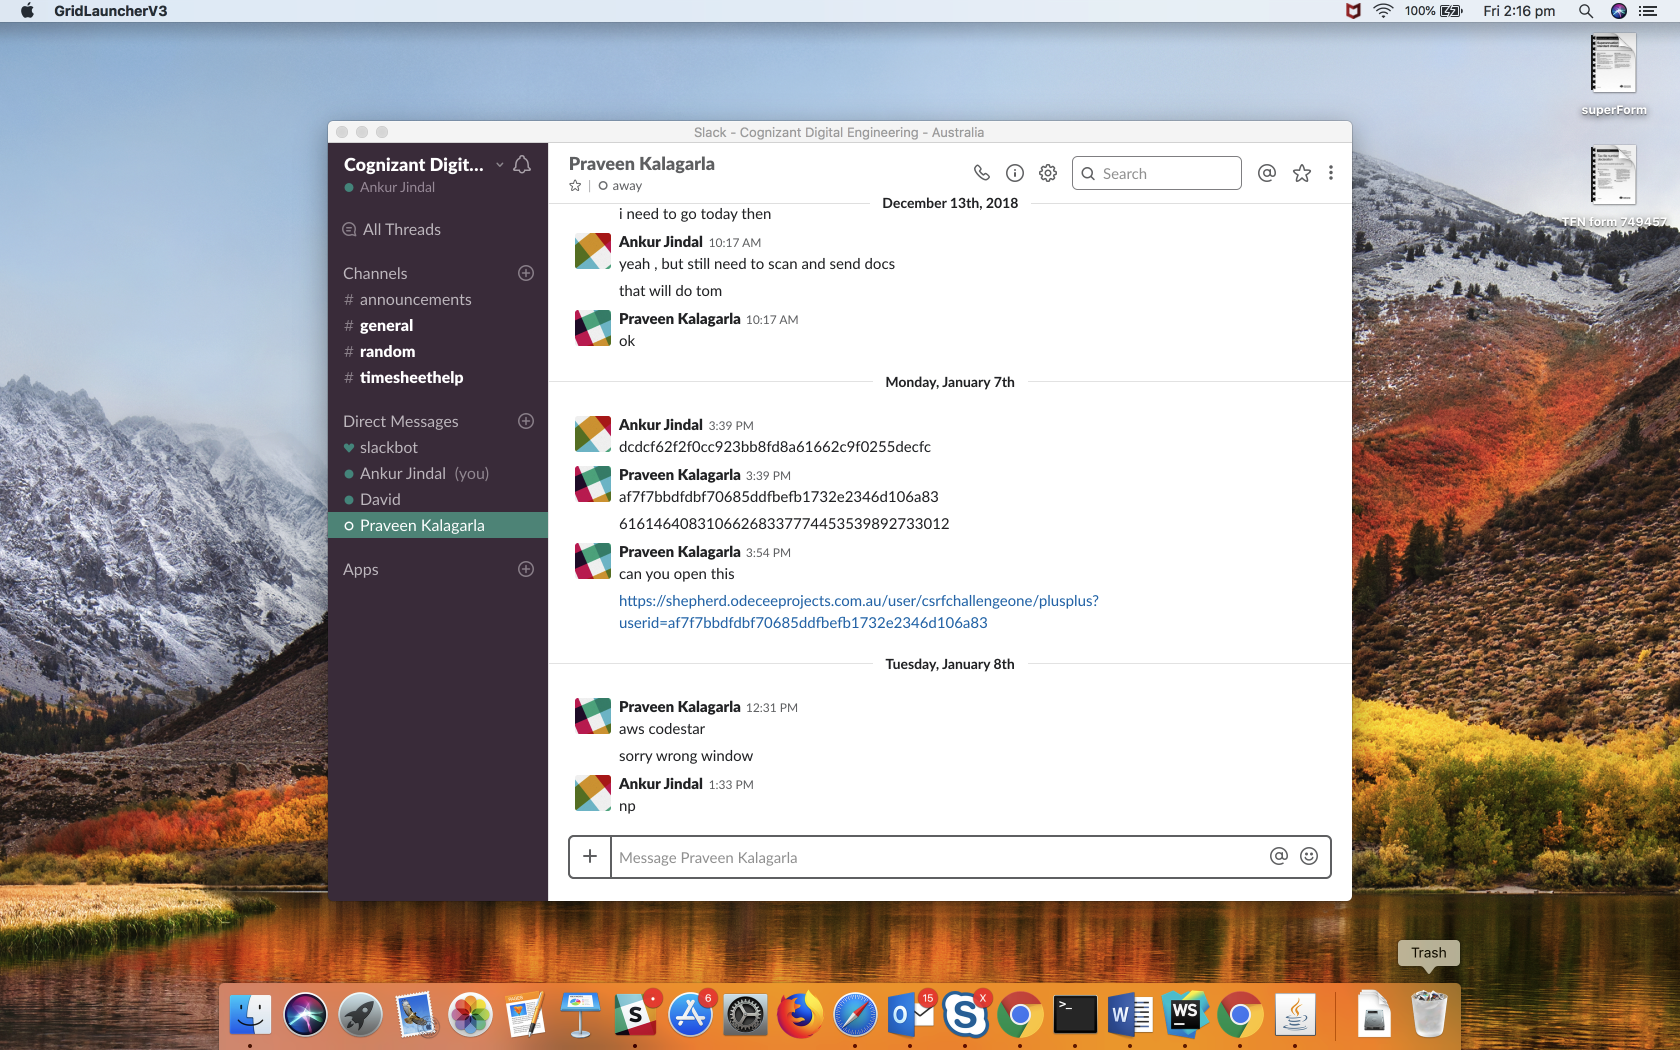 GridLauncherV3
100%
Fri 2:16 pm
superForm
TFN form 749457
Slack - Cognizant Digital Engineering - Australia
Cognizant Digit...
Ankur Jindal
All Threads
Channels
# announcements
# general
# random
# timesheethelp
Direct Messages
slackbot
Ankur Jindal (you)
David
Praveen Kalagarla
Apps
Praveen Kalagarla
away
Search
December 13th, 2018
i need to go today then
Ankur Jindal 10:17 AM
yeah , but still need to scan and send docs
that will do tom
Praveen Kalagarla 10:17 AM
ok
Monday, January 7th
Ankur Jindal 3:39 PM
dcdcf62f2f0cc923bb8fd8a61662c9f0255decfc
Praveen Kalagarla 3:39 PM
af7f7bbdfdbf70685ddfbefb1732e2346d106a83
6161464083106626833777445353989​2733012
Praveen Kalagarla 3:54 PM
can you open this
https://shepherd.odeceeprojects.com.au/user/csrfchallengeone/plusplus?
userid=af7f7bbdfdbf70685ddfbefb1732e2346d106a83
Tuesday, January 8th
Praveen Kalagarla 12:31 PM
aws codestar
sorry wrong window
Ankur Jindal 1:33 PM
np
Message Praveen Kalagarla
Trash
6
15
X
WS